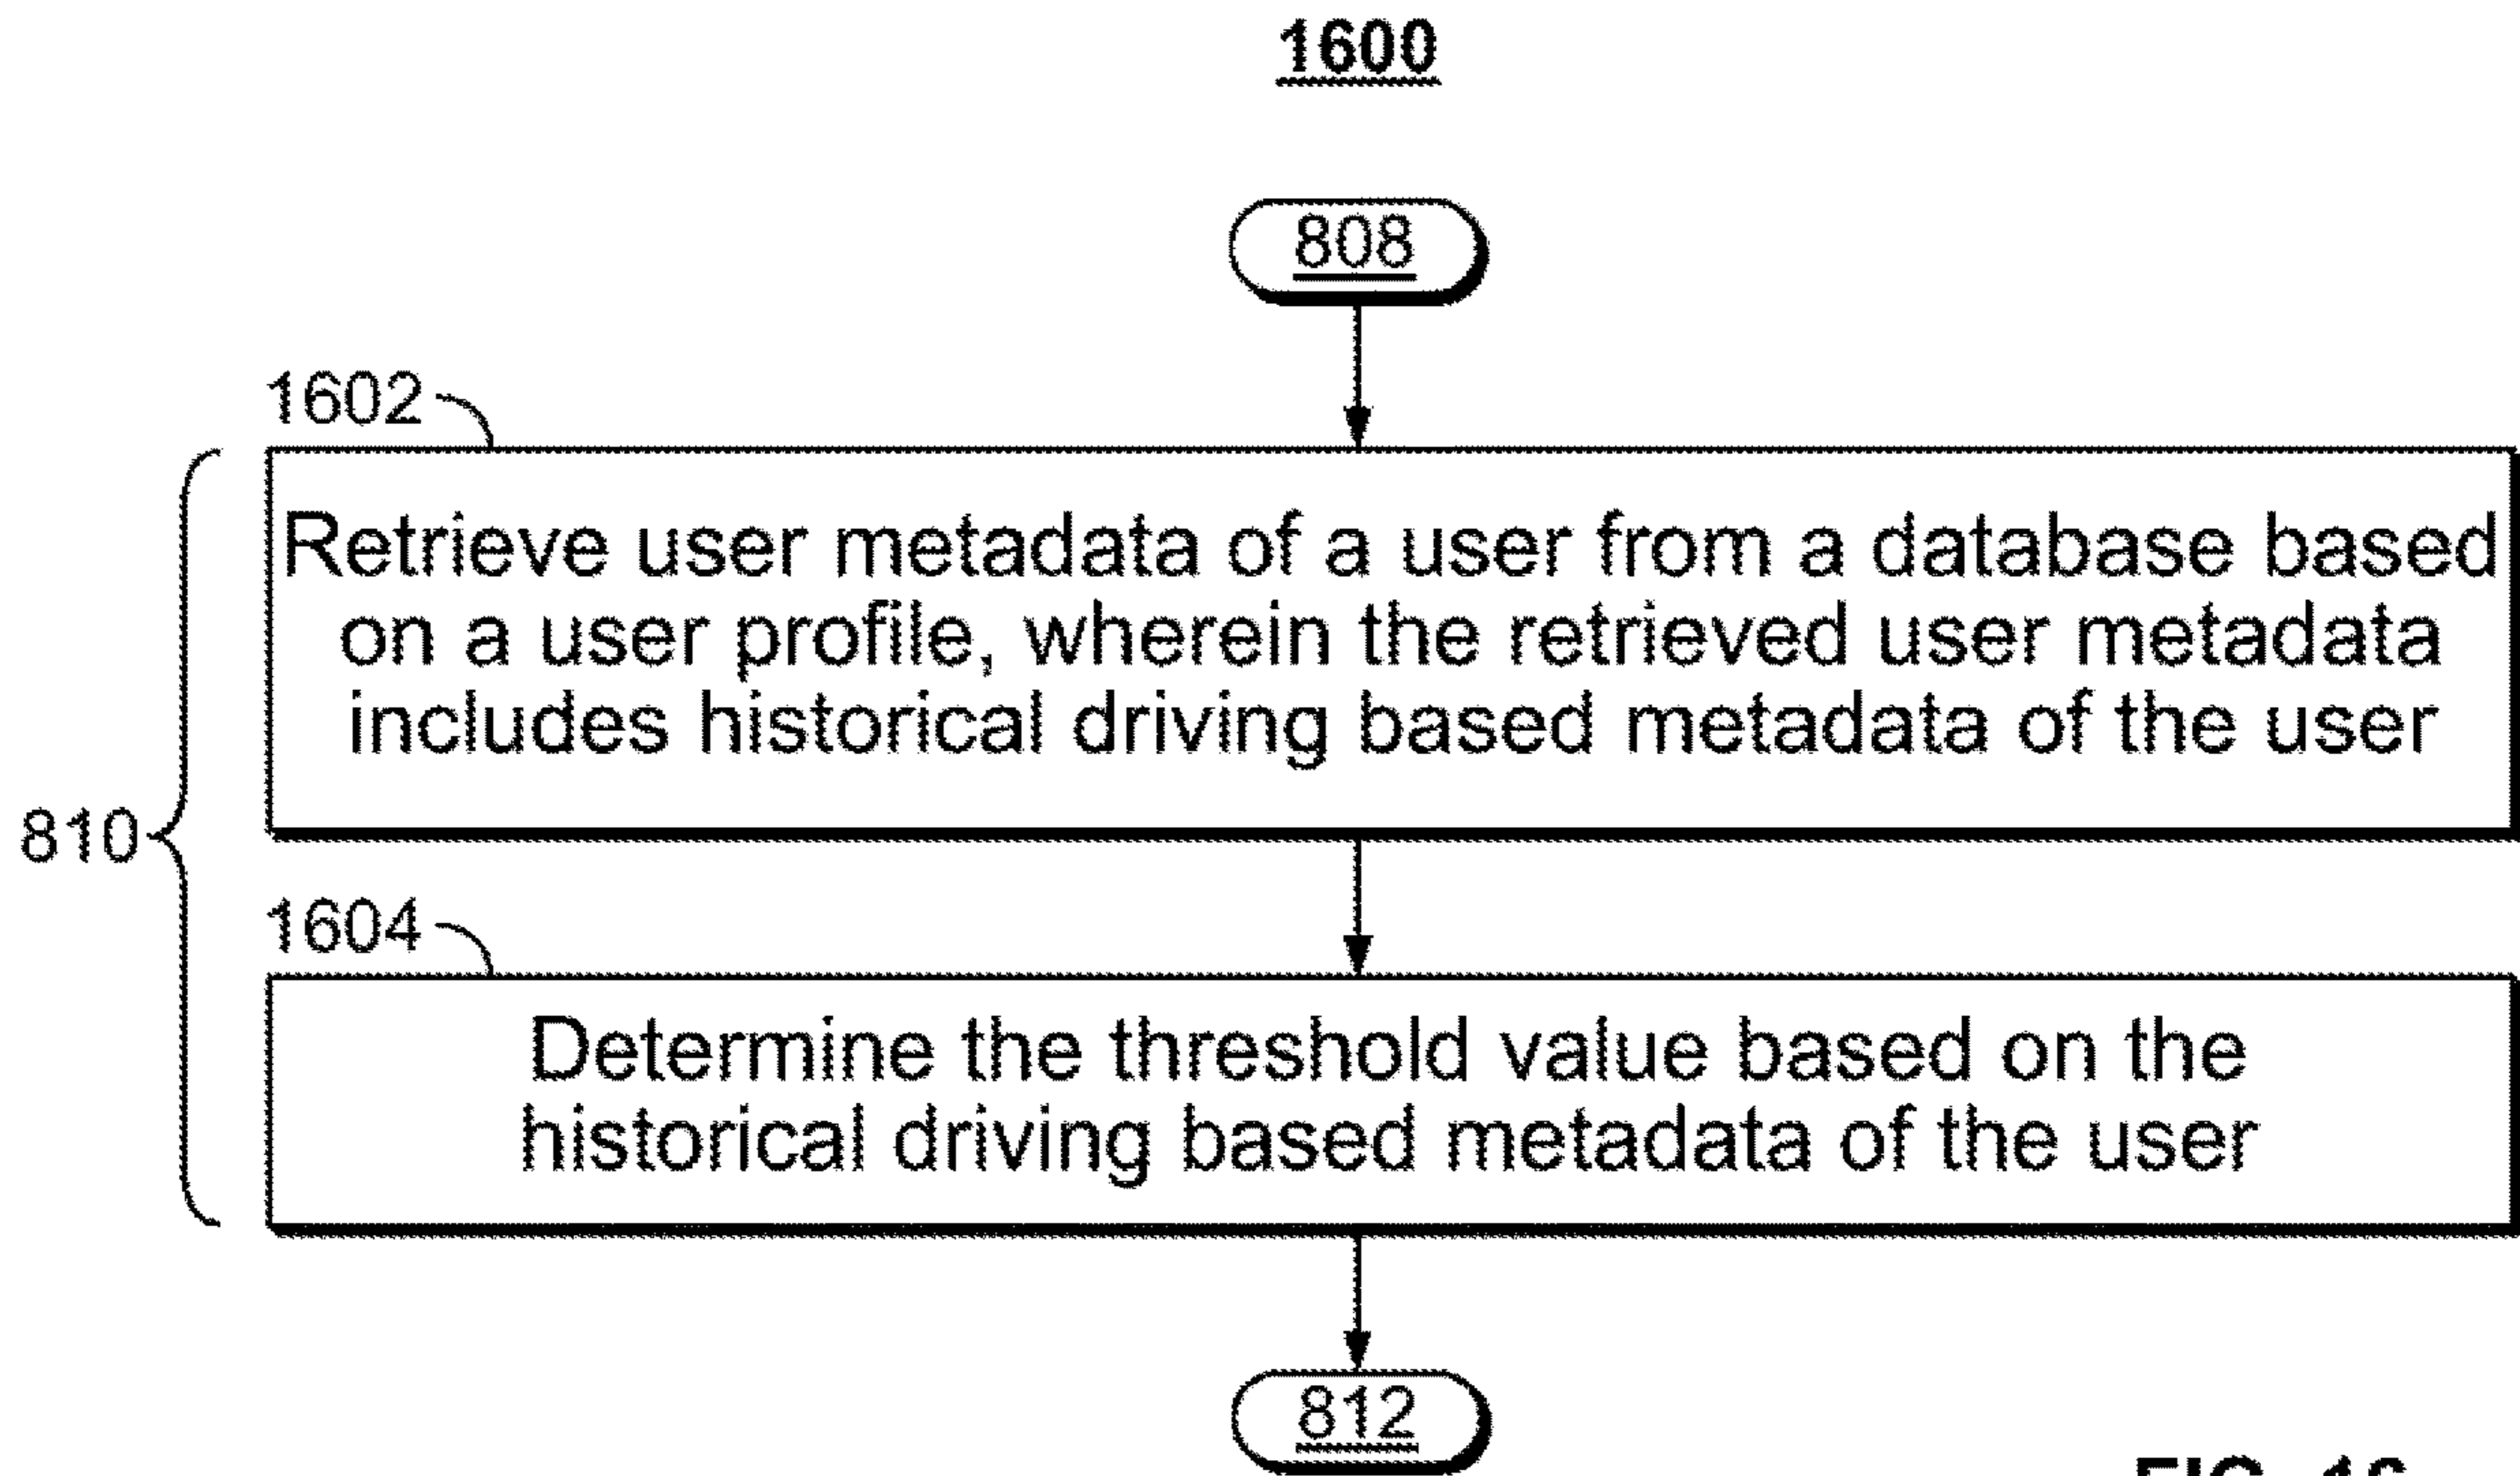 1600
808
1602
Retrieve user metadata of a user from a database based
on a user profile, wherein the retrieved user metadata
includes historical driving based metadata of the user
810
1604
Determine the threshold value based on the
historical driving based metadata of the user
812
FIG. 16